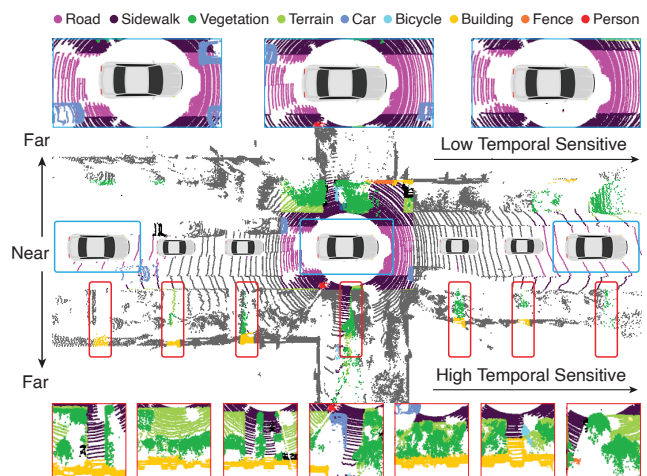 Road Sidewalk Vegetation Terrain Car Bicycle Building Fence Person
Far
Low Temporal Sensitive
Near
Far
High Temporal Sensitive